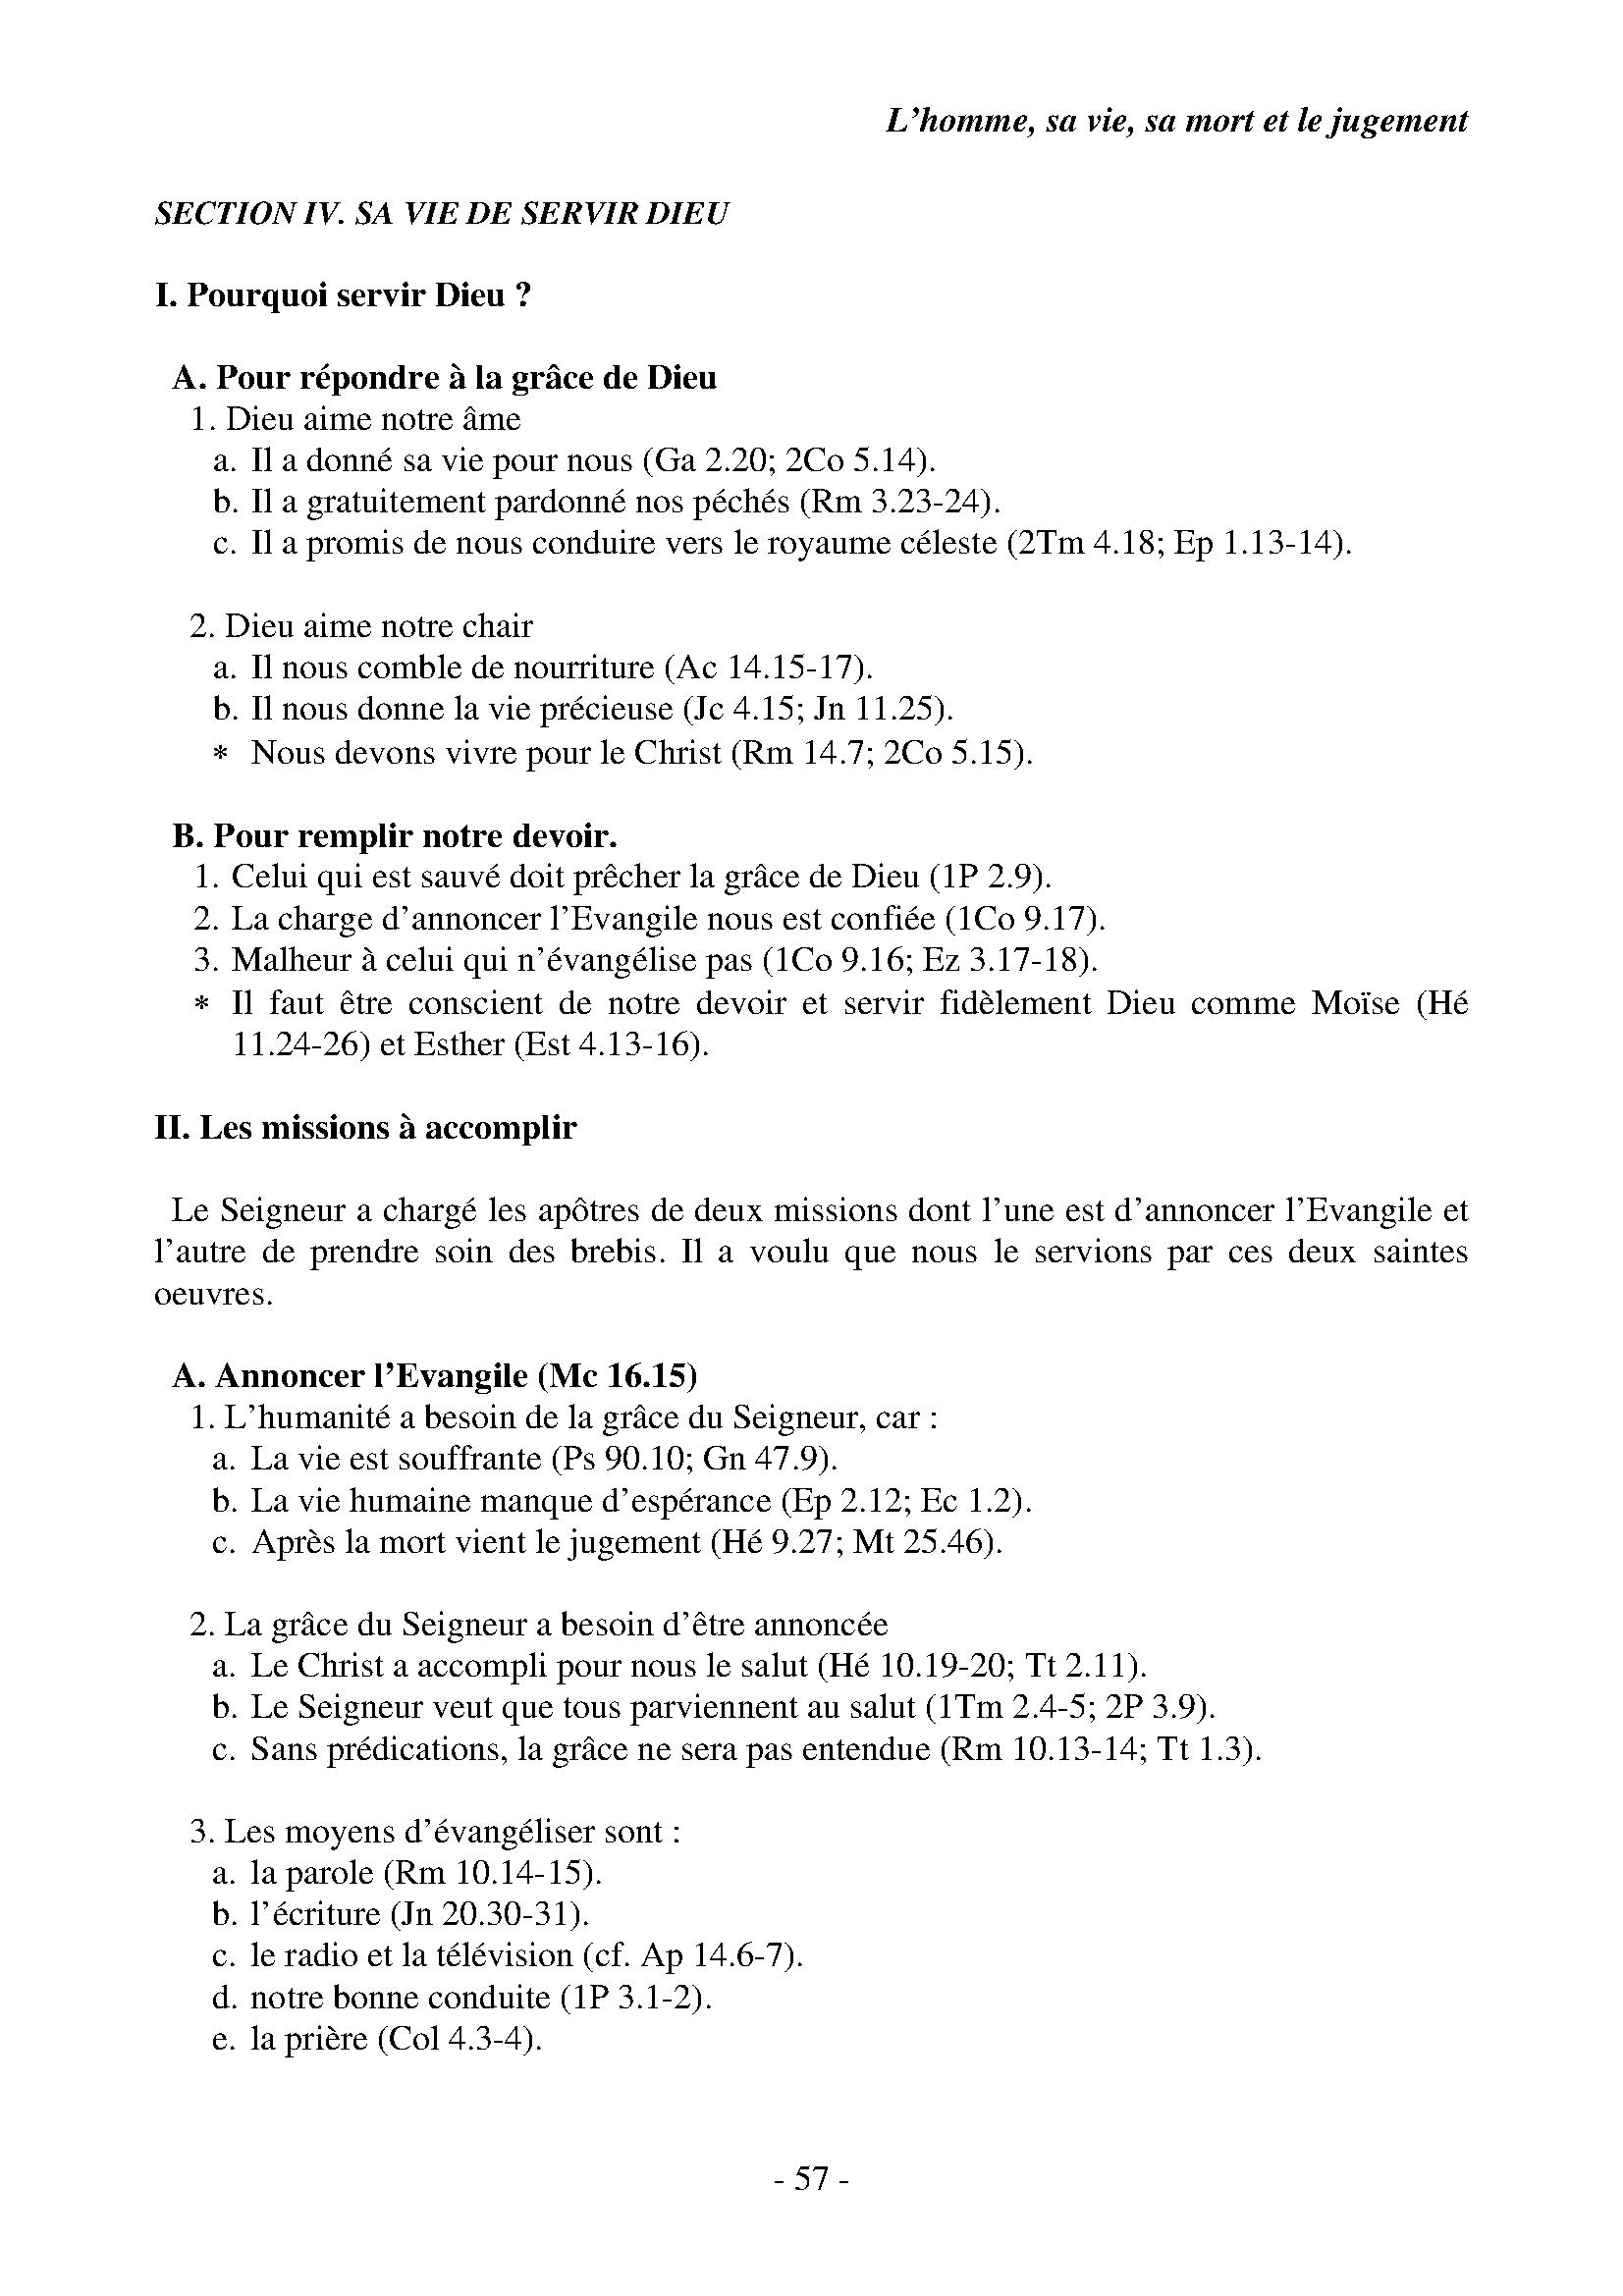 L'homme, sa vie, sa mort et le jugement
SECTION IV. SA VIE DE SERVIR DIEU
I. Pourquoi servir Dieu ?
A. Pour répondre à la grâce de Dieu
1. Dieu aime notre âme
a. Il a donné sa vie pour nous (Ga 2.20; 2Co 5.14).
b. Il a gratuitement pardonné nos péchés (Rm 3.23-24).
c. Il a promis de nous conduire vers le royaume céleste (2Tm 4.18; Ep 1.13-14).
2. Dieu aime notre chair
a. Il nous comble de nourriture (Ac 14.15-17).
b. Il nous donne la vie précieuse (Jc 4.15; Jn 11.25).
* Nous devons vivre pour le Christ (Rm 14.7; 2Co 5.15).
B. Pour remplir notre devoir.
1. Celui qui est sauvé doit prêcher la grâce de Dieu (1P 2.9).
2. La charge d'annoncer l'Evangile nous est confiée (1Co 9.17).
3. Malheur à celui qui n'évangélise pas (1Co 9.16; Ez 3.17-18).
* Il faut être conscient de notre devoir et servir fidèlement Dieu comme Moïse (Hé
11.24-26) et Esther (Est 4.13-16).
II. Les missions à accomplir
Le Seigneur a chargé les apôtres de deux missions dont l'une est d'annoncer l'Evangile et
l'autre de prendre soin des brebis. Il a voulu que nous le servions par ces deux saintes
oeuvres.
A. Annoncer l'Evangile (Mc 16.15)
1. L'humanité a besoin de la grâce du Seigneur, car :
a. La vie est souffrante (Ps 90.10; Gn 47.9).
b. La vie humaine manque d'espérance (Ep 2.12; Ec 1.2).
c. Après la mort vient le jugement (Hé 9.27; Mt 25.46).
2. La grâce du Seigneur a besoin d'être annoncée
a. Le Christ a accompli pour nous le salut (Hé 10.19-20; Tt 2.11).
b. Le Seigneur veut que tous parviennent au salut (1Tm 2.4-5; 2P 3.9).
c. Sans prédications, la grâce ne sera pas entendue (Rm 10.13-14; Tt 1.3).
3. Les moyens d'évangéliser sont :
a. la parole (Rm 10.14-15).
b. l'écriture (Jn 20.30-31).
c. le radio et la télévision (cf. Ap 14.6-7).
d. notre bonne conduite (1P 3.1-2).
e. la prière (Col 4.3-4).
- 57 -